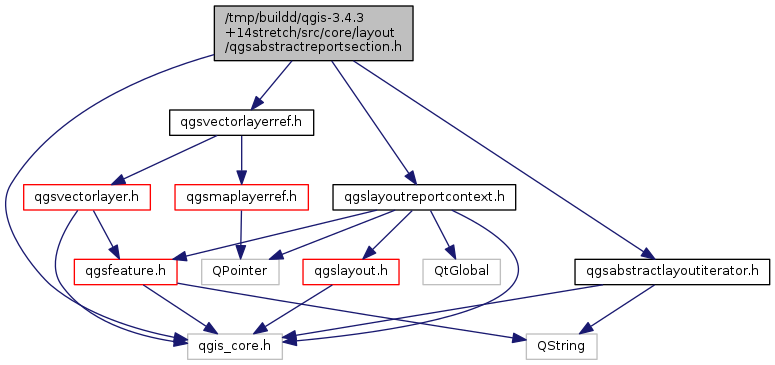 /tmp/buildd/qgis-3.4.3
+14stretch/src/core/layout
/qgsabstractreportsection.h
qgsvectorlayerref.h
qgsvectorlayer.h
qgsmaplayerref.h
qgslayoutreportcontext.h
qgsfeature.h
QPointer
qgslayout.h
QtGlobal
qgsabstractlayoutiterator.h
qgis_core.h
QString